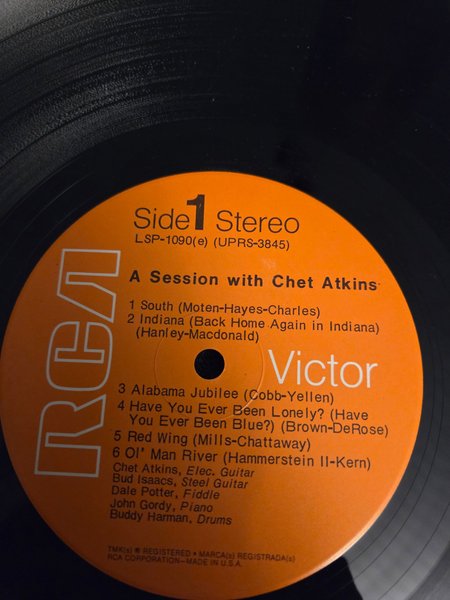 Side 1 Stereo
LSP-1090(e) (UPRS-3845)
A Session with Chet Atkins
1 South (Moten-Hayes-Charles)
2 Indiana (Back Home Again in Indiana)
(Hanley-Macdonald)
RCA
Victor
3 Alabama Jubilee (Cobb-Yellen)
4 Have You Ever Been Lonely? (Have
You Ever Been Blue?) (Brown-DeRose)
5 Red Wing (Mills-Chattaway)
6 Ol' Man River (Hammerstein II-Kern)
Chet Atkins, Elec. Guitar
Bud Isaacs, Steel Guitar
Dale Potter, Fiddle
John Gordy, Piano
Buddy Harman, Drums
TMK(s) ® REGISTERED • MARCA(s) REGISTRADA(s)
RCA CORPORATION—MADE IN U.S.A.